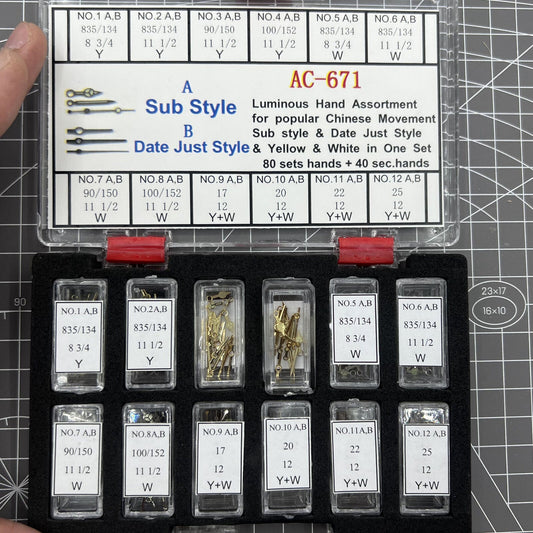 NO.1 A,B
835/134
8 3/4
Y
NO.2 A,B
835/134
11 1/2
Y
NO.3 A,B
90/150
11 1/2
Y
NO.4 A,B
100/152
11 1/2
Y
NO.5 A,B
835/134
8 3/4
W
NO.6 A,B
835/134
11 1/2
W
A
Sub Style
B
Date Just Style
AC-671
Luminous Hand Assortment
for popular Chinese Movement
Sub style & Date Just Style
& Yellow & White in One Set
80 sets hands + 40 sec.hands
NO.7 A,B
90/150
11 1/2
W
NO.8 A,B
100/152
11 1/2
W
NO.9 A,B
17
12
Y+W
NO.10 A,B
20
12
Y+W
NO.11 A,B
22
12
Y+W
NO.12 A,B
25
12
Y+W
NO.1 A,B
835/134
8 3/4
Y
NO.2A,B
835/134
11 1/2
Y
NO.5 A,B
835/134
8 3/4
W
NO.6 A,B
835/134
11 1/2
W
NO.7 A,B
90/150
11 1/2
W
NO.8A,B
100/152
11 1/2
W
NO.9 A,B
17
12
Y+W
NO.10 A,B
20
12
Y+W
NO.11A,B
22
12
Y+W
NO.12 A,B
25
12
Y+W
90
23×17
16×10